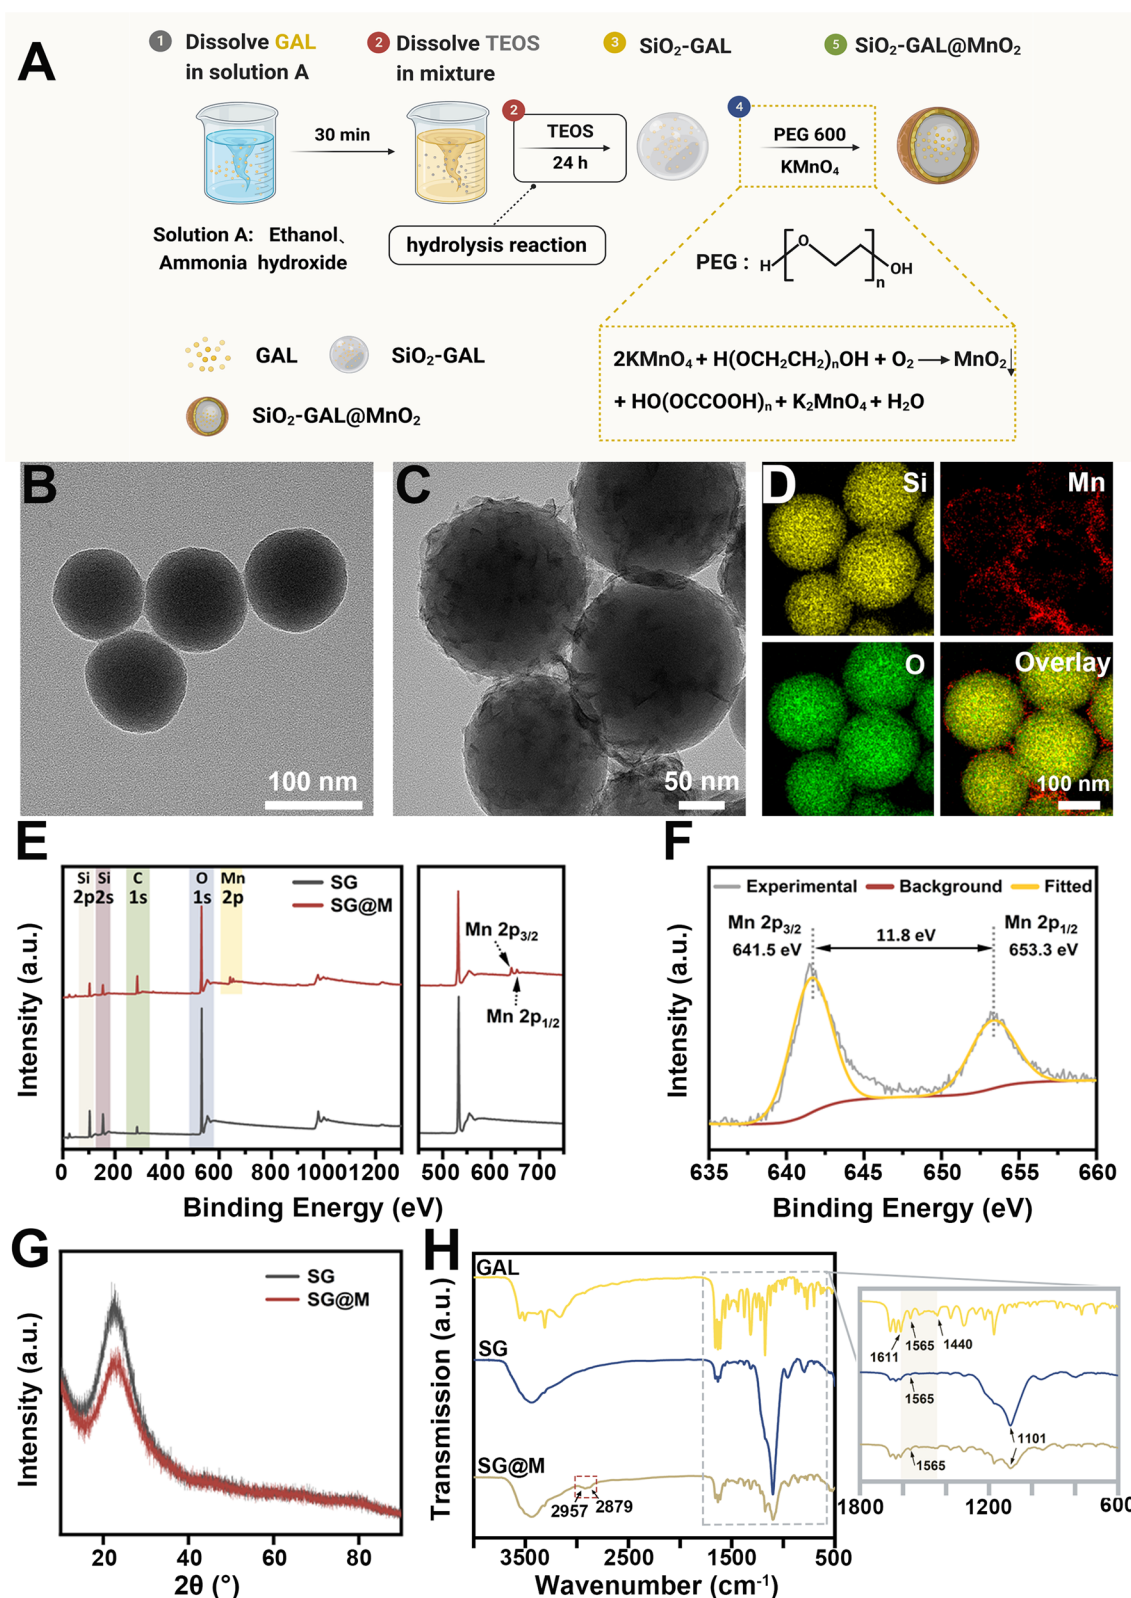 A
1 Dissolve GAL
in solution A
2 Dissolve TEOS
in mixture
3 SiO₂-GAL
5 SiO₂-GAL@MnO₂
30 min
2
TEOS
24 h
4
PEG 600
KMnO₄
Solution A: Ethanol、
Ammonia hydroxide
hydrolysis reaction
PEG : H O n OH
GAL
SiO₂-GAL
SiO₂-GAL@MnO₂
2KMnO₄ + H(OCH₂CH₂)ₙOH + O₂ → MnO₂↓
+ HO(OCCOOH)ₙ + K₂MnO₄ + H₂O
B
100 nm
C
50 nm
D
Si
Mn
O
Overlay
100 nm
E
Intensity (a.u.)
Si Si C O Mn
2p 2s 1s 1s 2p
SG
SG@M
Mn 2p₃/₂
Mn 2p₁/₂
0 200 400 600 800 1000 1200
500 600 700
Binding Energy (eV)
F
Intensity (a.u.)
Experimental Background Fitted
Mn 2p₃/₂
641.5 eV
11.8 eV
Mn 2p₁/₂
653.3 eV
635 640 645 650 655 660
Binding Energy (eV)
G
Intensity (a.u.)
SG
SG@M
20 40 60 80
2θ (°)
H
Transmission (a.u.)
GAL
SG
SG@M
2957 2879
3500 2500 1500 500
Wavenumber (cm⁻¹)
1611 1565 1440
1565
1101
1565
1800 1200 600